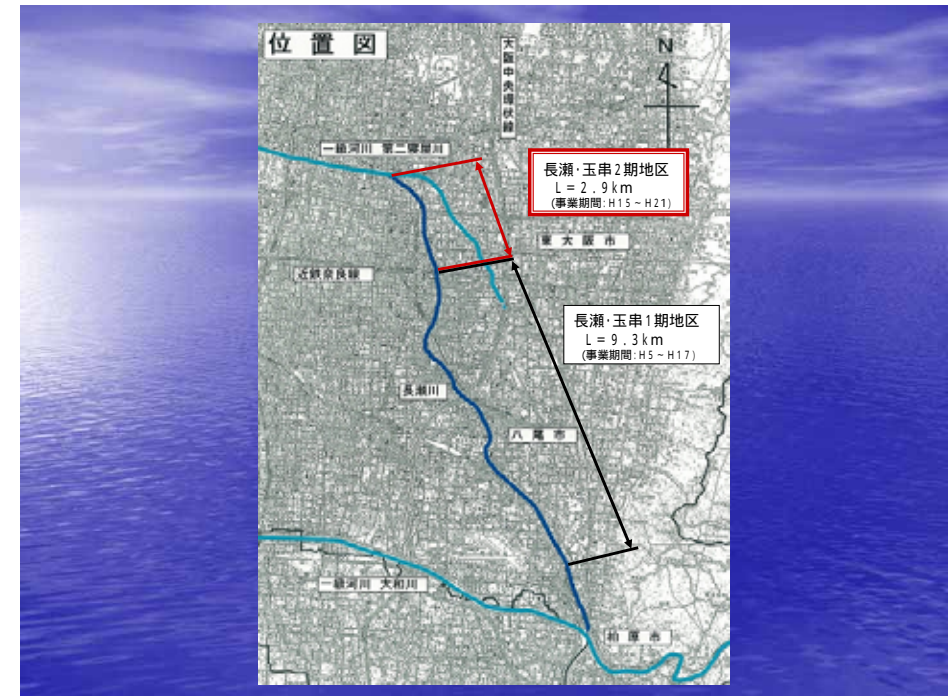 位置図
大阪中央環状線
N
一級河川 第二寝屋川
長瀬・玉串2期地区
L=2.9km
(事業期間:H15~H21)
東大阪市
近鉄奈良線
長瀬・玉串1期地区
L=9.3km
(事業期間:H5~H17)
長瀬川
八尾市
一級河川 大和川
柏原市